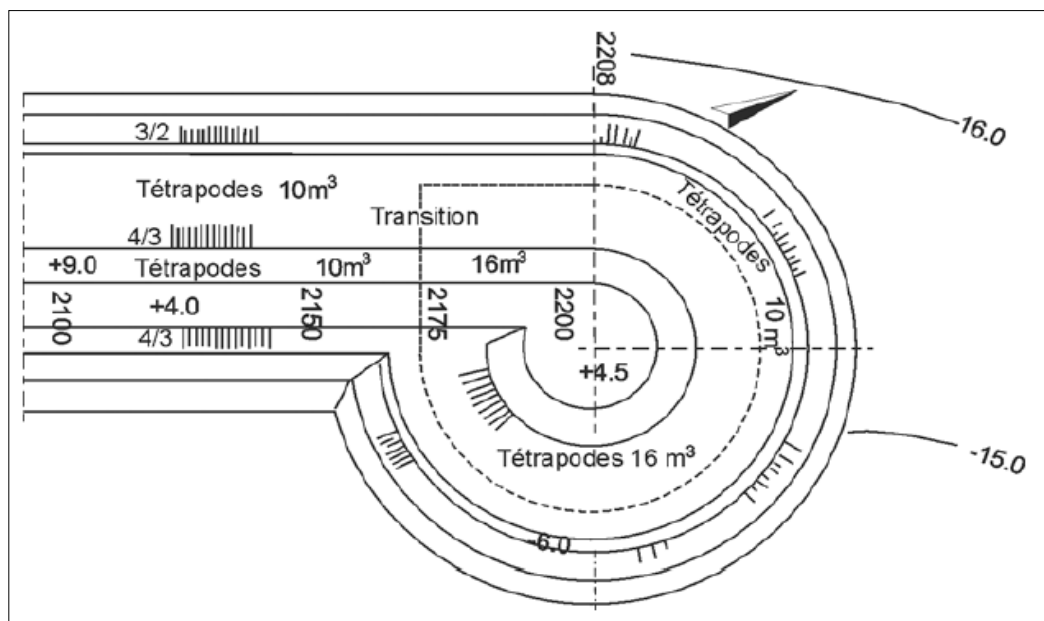 2208
16.0
3/2
Tétrapodes 10m³
Tétrapodes 10 m³
Transition
4/3
+9.0
Tétrapodes 10m³ 16m³
2100
+4.0
2150
2175
2200
4/3
+4.5
Tétrapodes 16 m³
-15.0
-6.0